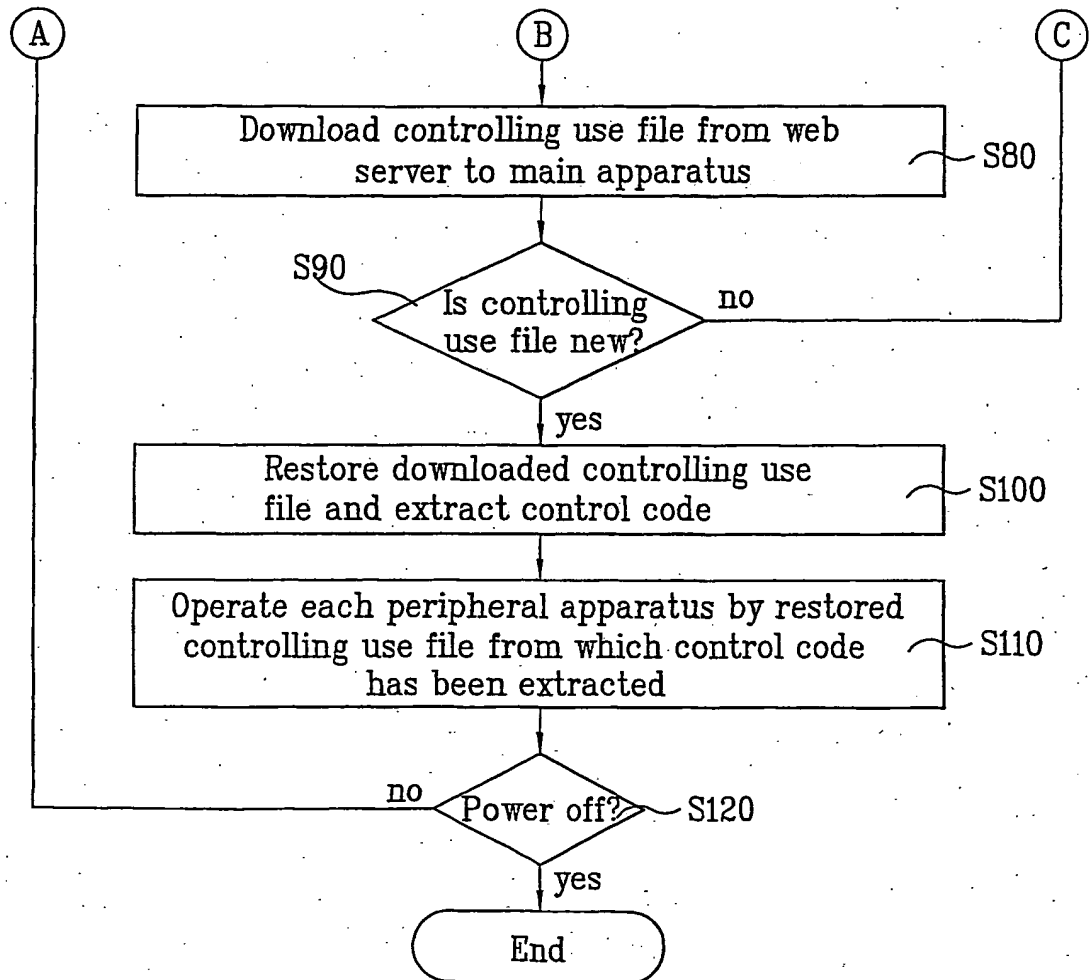 A
B
C
Download controlling use file from web
server to main apparatus
S80
S90
Is controlling
use file new?
no
yes
Restore downloaded controlling use
file and extract control code
S100
Operate each peripheral apparatus by restored
controlling use file from which control code
has been extracted
S110
no
Power off?
S120
yes
End